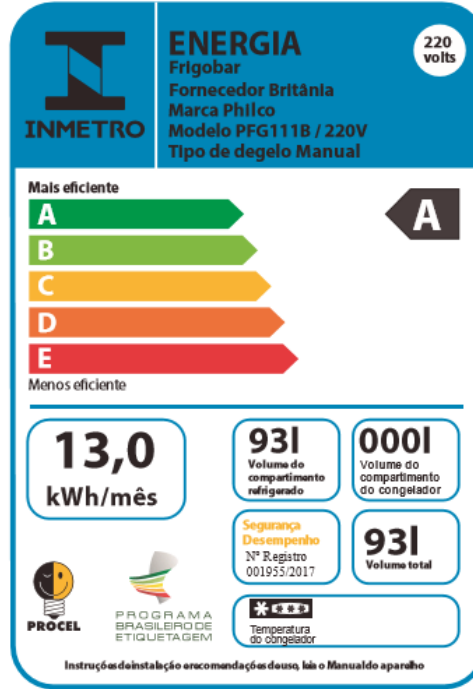 INMETRO
ENERGIA
Frigobar
Fornecedor Britânia
Marca Philco
Modelo PFG111B / 220V
Tipo de degelo Manual
220
volts
Mais eficiente
A
A
B
C
D
E
Menos eficiente
13,0
kWh/mês
93l
Volume do
compartimento
refrigerado
000l
Volume do
compartimento
do congelador
Segurança
Desempenho
Nº Registro
001955/2017
93l
Volume total
PROCEL
PROGRAMA
BRASILEIRO DE
ETIQUETAGEM
Temperatura
do congelador
Instruções de instalação e recomendações de uso, leia o Manual do aparelho